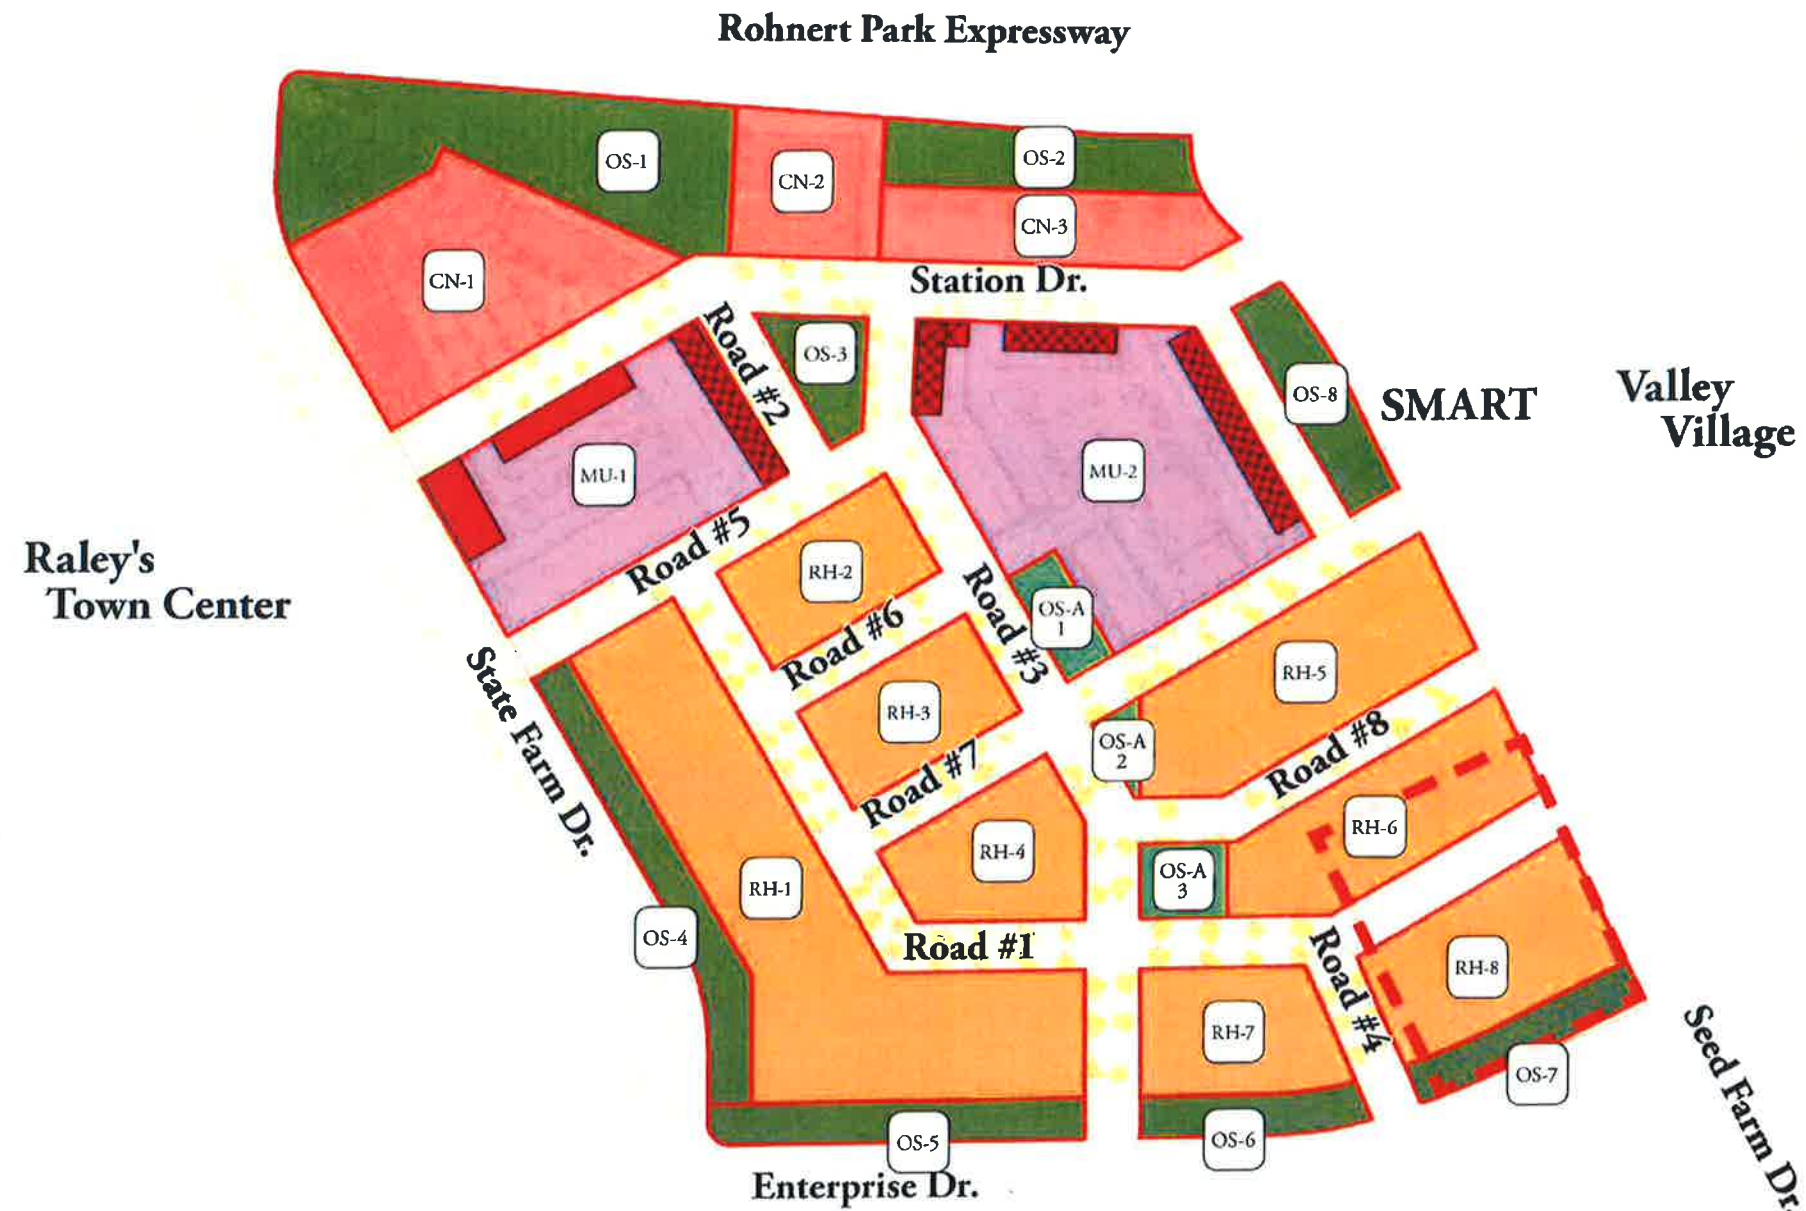 Rohnert Park Expressway
OS-1
CN-2
OS-2
CN-3
CN-1
Station Dr.
Road #2
OS-3
OS-8
SMART
Valley
Village
MU-1
MU-2
Road #5
Raley's
Town Center
RH-2
Road #6
Road #3
OS-A
1
State Farm Dr.
RH-3
Road #7
RH-5
OS-A
2
Road #8
RH-1
RH-4
OS-A
3
RH-6
OS-4
Road #1
Road #4
RH-8
RH-7
OS-7
Seed Farm Dr.
OS-5
OS-6
Enterprise Dr.